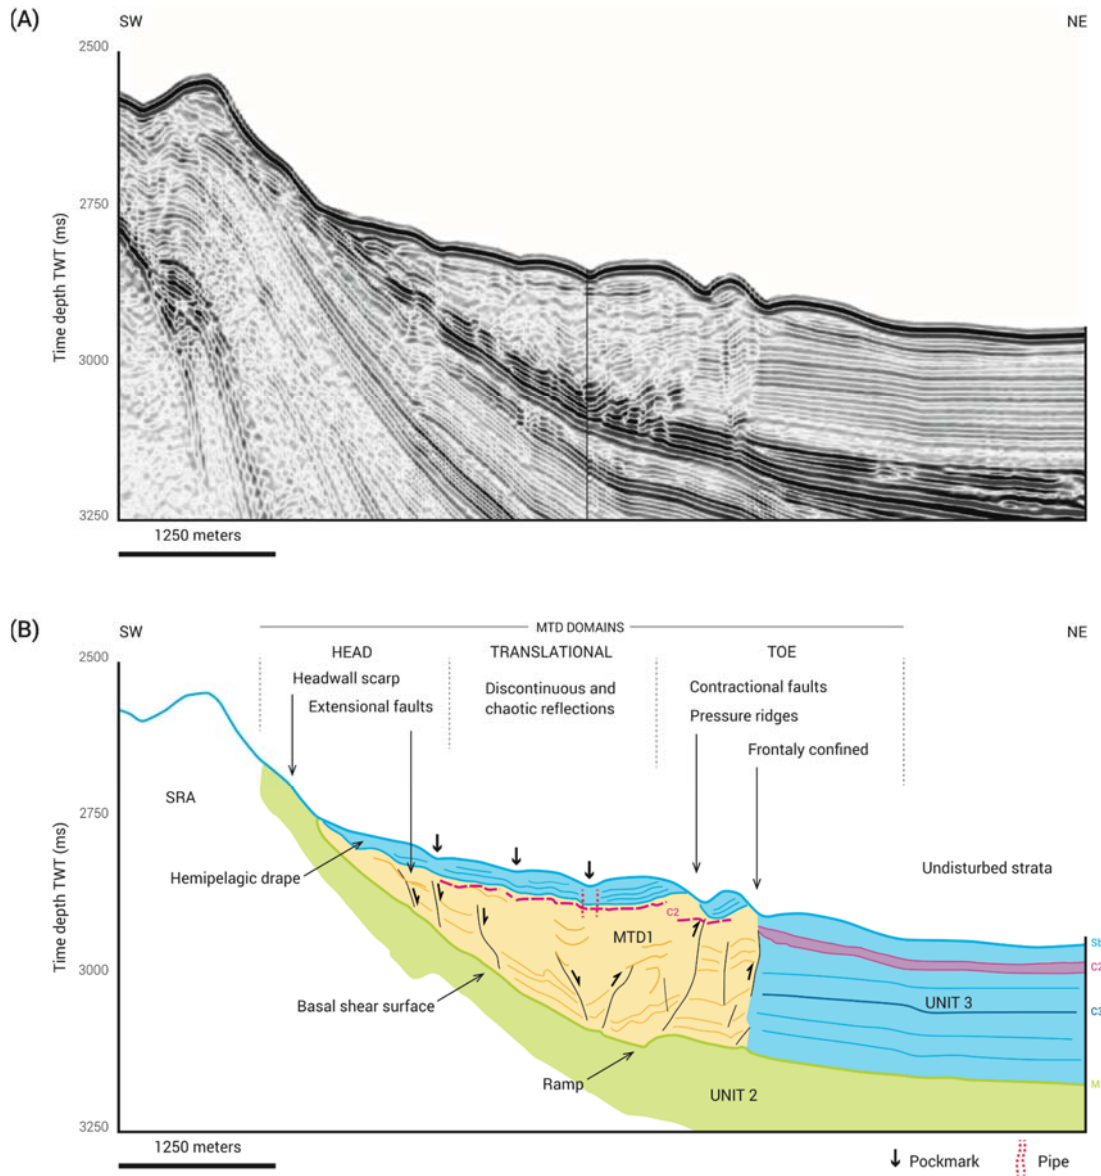 (A)
SW
NE
2500
2750
3000
3250
Time depth TWT (ms)
1250 meters
(B)
SW
MTD DOMAINS
NE
2500
HEAD
TRANSLATIONAL
TOE
Headwall scarp
Discontinuous and
chaotic reflections
Contractional faults
Extensional faults
Pressure ridges
Frontaly confined
SRA
2750
Time depth TWT (ms)
Hemipelagic drape
Undisturbed strata
C2
MTD1
Sb
C2
3000
Basal shear surface
UNIT 3
C3
Ramp
UNIT 2
M
3250
1250 meters
Pockmark
Pipe